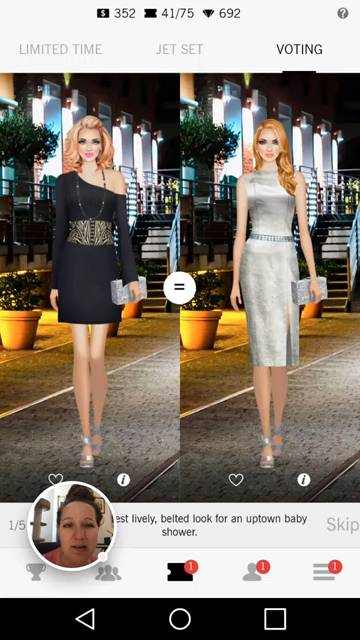 $ 352 41/75 692 ?
LIMITED TIME JET SET VOTING
=
i i
1/5 est lively, belted look for an uptown baby Skip
shower.
1 1 1